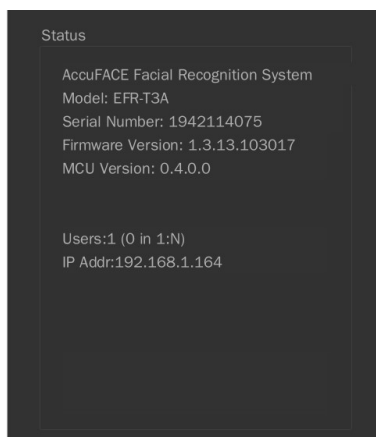 Status
AccuFACE Facial Recognition System
Model: EFR-T3A
Serial Number: 1942114075
Firmware Version: 1.3.13.103017
MCU Version: 0.4.0.0
Users:1 (0 in 1:N)
IP Addr:192.168.1.164